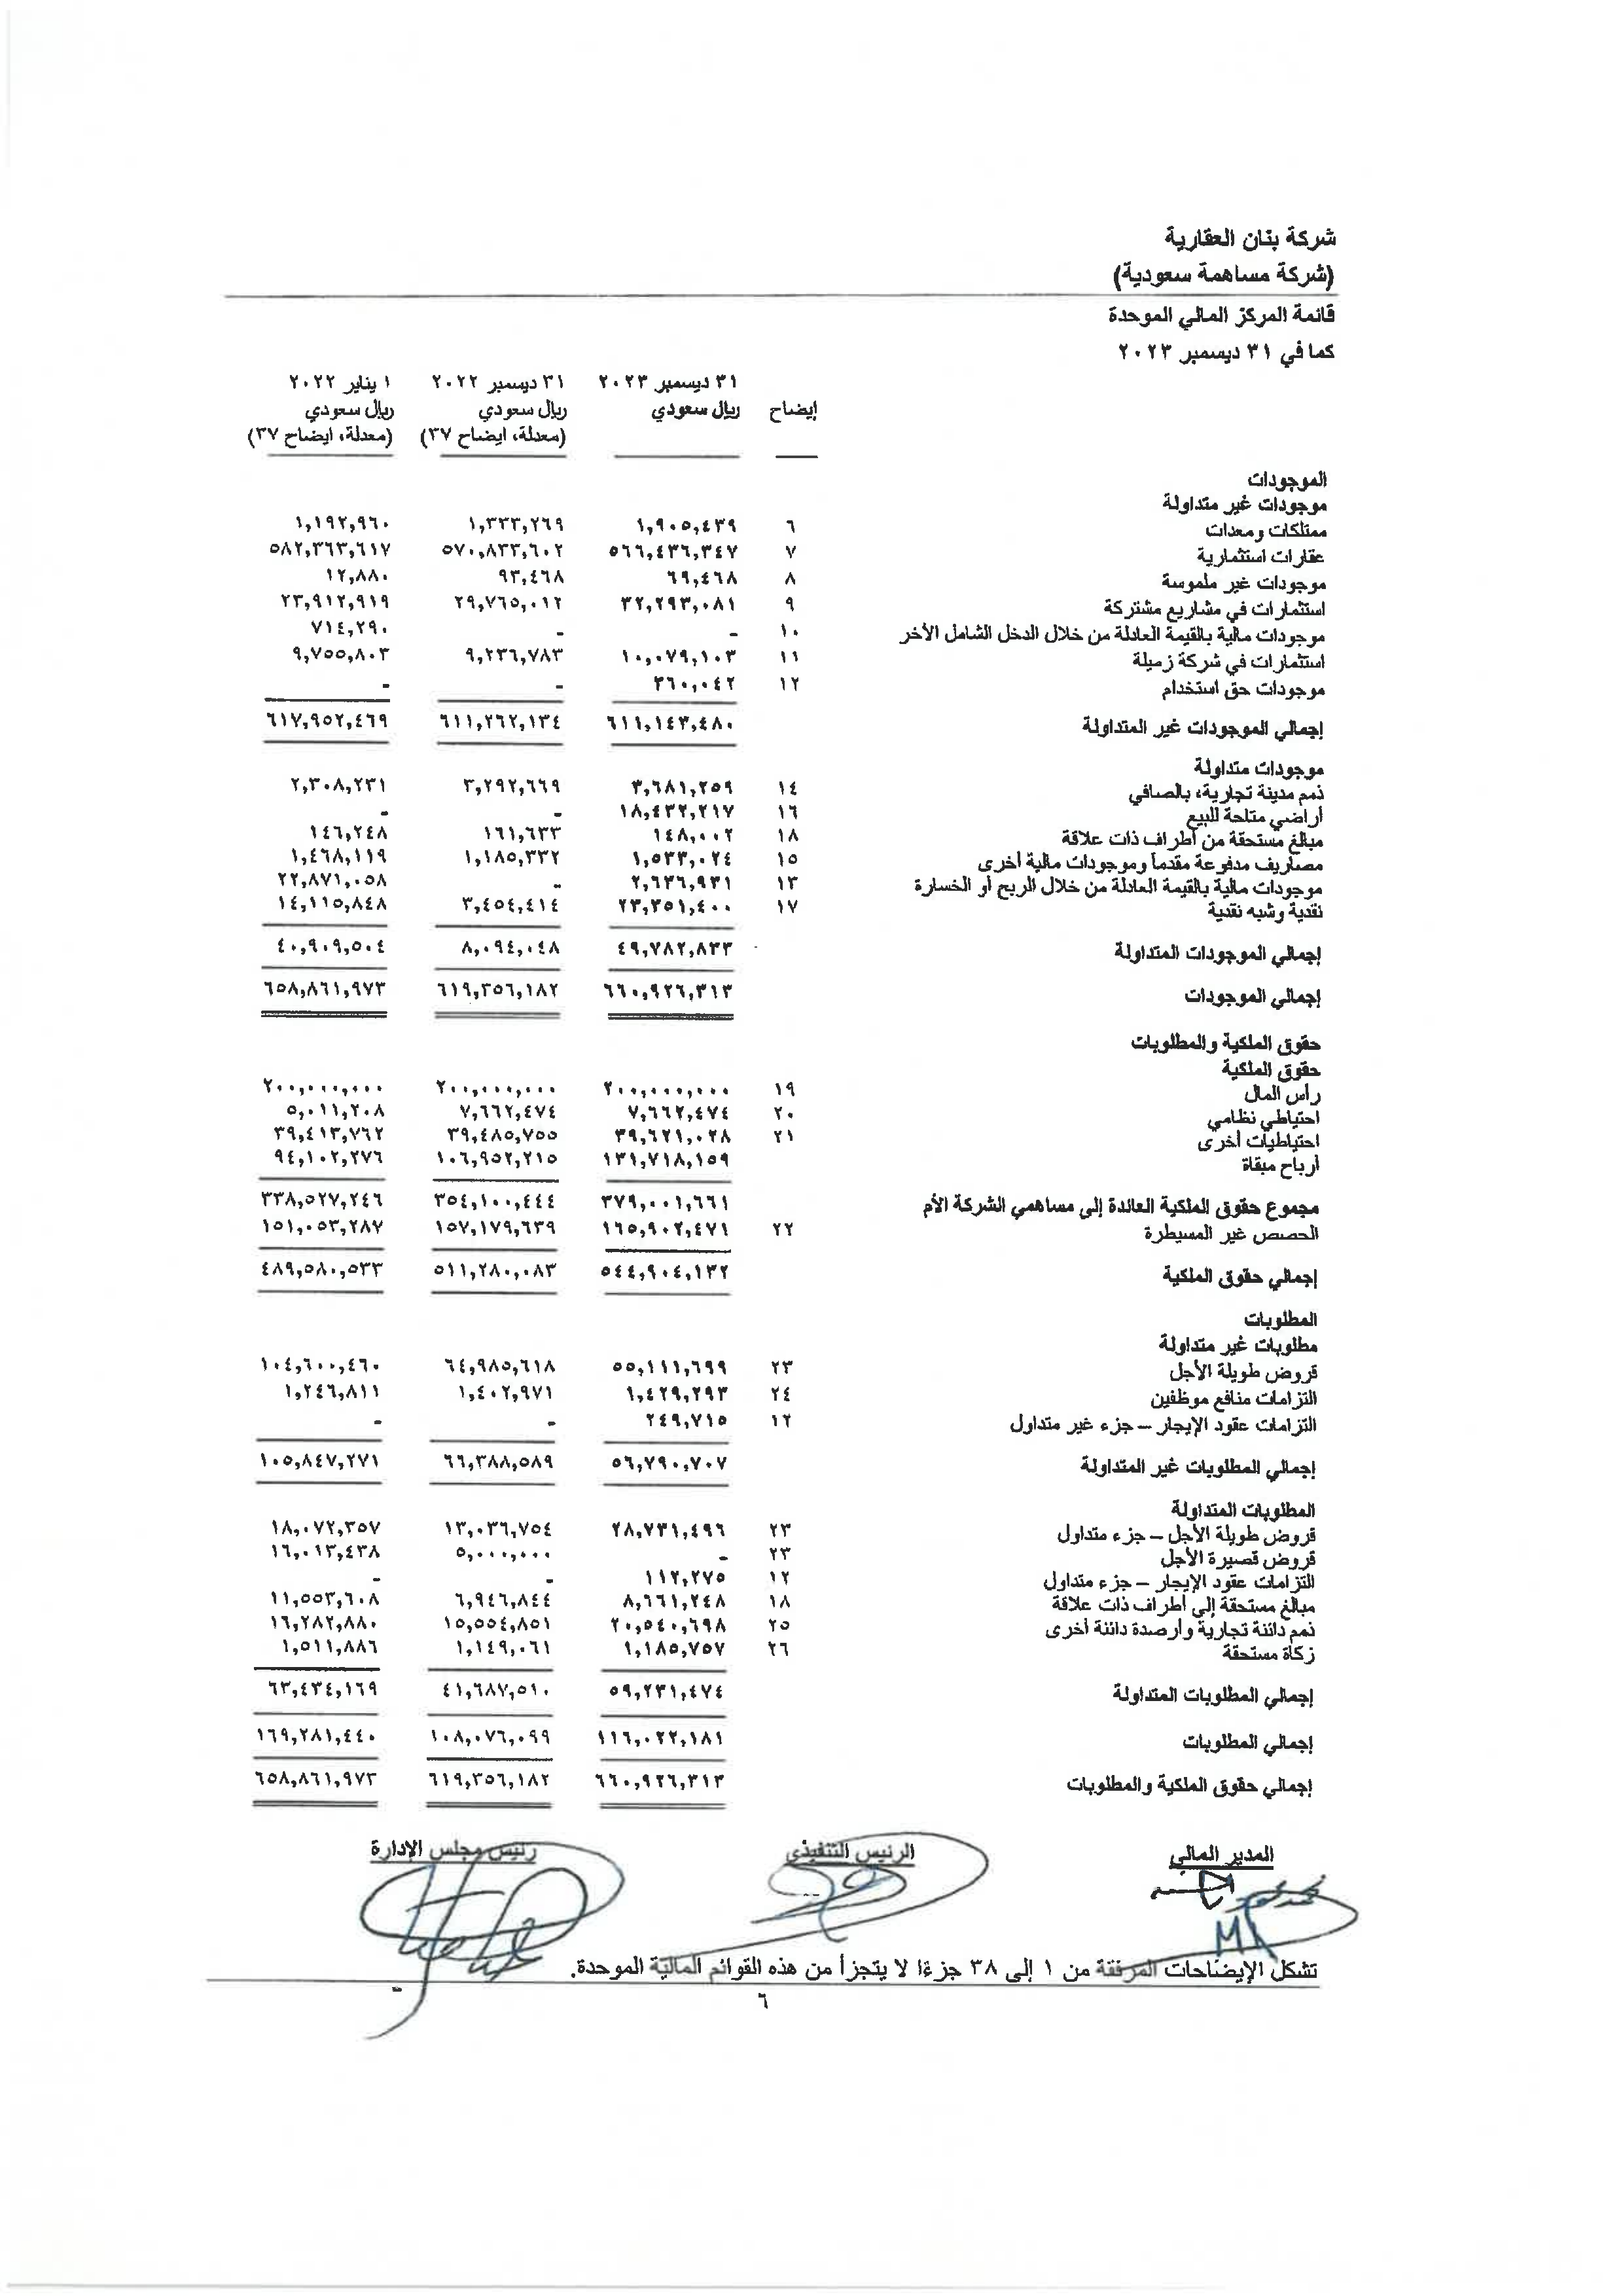 شركة بنان العقارية
(شركة مساهمة سعودية)
قائمة المركز المالي الموحدة
كما في ٣١ ديسمبر ٢٠٢٣
٣١ ديسمبر ٢٠٢٣ ٣١ ديسمبر ٢٠٢٢ ١ يناير ٢٠٢٢
إيضاح ريال سعودي ريال سعودي ريال سعودي
(معدلة، ايضاح ٣٧) (معدلة، ايضاح ٣٧)
الموجودات
موجودات غير متداولة
ممتلكات ومعدات ٦ ١,٩٠٥,٤٣٩ ١,٣٣٣,٢٦٩ ١,١٩٢,٩٦٠
عقارات استثمارية ٧ ٥٦٦,٤٣٦,٣٤٧ ٥٧٠,٨٣٣,٦٠٢ ٥٨٢,٣٦٣,٦١٧
موجودات غير ملموسة ٨ ٦٩,٤٦٨ ٩٣,٤٦٨ ١٢,٨٨٠
استثمارات في مشاريع مشتركة ٩ ٣٢,٢٩٣,٠٨١ ٢٩,٧٦٥,٠١٢ ٢٣,٩١٢,٩١٩
موجودات مالية بالقيمة العادلة من خلال الدخل الشامل الأخر ١٠ - - ٧١٤,٢٩٠
استثمارات في شركة زميلة ١١ ١٠,٠٧٩,١٠٣ ٩,٢٣٦,٧٨٣ ٩,٧٥٥,٨٠٣
موجودات حق استخدام ١٢ ٣٦٠,٠٤٢ - -
إجمالي الموجودات غير المتداولة ٦١١,١٤٣,٤٨٠ ٦١١,٢٦٢,١٣٤ ٦١٧,٩٥٢,٤٦٩
موجودات متداولة
ذمم مدينة تجارية، بالصافي ١٤ ٣,٦٨١,٢٥٩ ٣,٢٩٢,٦٦٩ ٢,٣٠٨,٢٣١
أراضي متاحة للبيع ١٦ ١٨,٤٣٢,٢١٧ - -
مبالغ مستحقة من أطراف ذات علاقة ١٨ ١٤٨,٠٠٢ ١٦١,٦٣٣ ١٤٦,٢٤٨
مصاريف مدفوعة مقدماً وموجودات مالية أخرى ١٥ ١,٥٣٣,٠٢٤ ١,١٨٥,٣٣٢ ١,٤٦٨,١١٩
موجودات مالية بالقيمة العادلة من خلال الربح أو الخسارة ١٣ ٢,٦٣٦,٩٣١ - ٢٢,٨٧١,٠٥٨
نقدية وشبه نقدية ١٧ ٢٣,٣٥١,٤٠٠ ٣,٤٥٤,٤١٤ ١٤,١١٥,٨٤٨
إجمالي الموجودات المتداولة ٤٩,٧٨٢,٨٣٣ ٨,٠٩٤,٠٤٨ ٤٠,٩٠٩,٥٠٤
إجمالي الموجودات ٦٦٠,٩٢٦,٣١٣ ٦١٩,٣٥٦,١٨٢ ٦٥٨,٨٦١,٩٧٣
حقوق الملكية والمطلوبات
حقوق الملكية
رأس المال ١٩ ٢٠٠,٠٠٠,٠٠٠ ٢٠٠,٠٠٠,٠٠٠ ٢٠٠,٠٠٠,٠٠٠
احتياطي نظامي ٢٠ ٧,٦٦٢,٤٧٤ ٧,٦٦٢,٤٧٤ ٥,٠١١,٢٠٨
احتياطيات أخرى ٢١ ٣٩,٦٢١,٠٢٨ ٣٩,٤٨٥,٧٥٥ ٣٩,٤١٣,٧٦٢
أرباح مبقاة ١٣١,٧١٨,١٥٩ ١٠٦,٩٥٢,٢١٥ ٩٤,١٠٢,٢٧٦
مجموع حقوق الملكية العائدة إلى مساهمي الشركة الأم ٣٧٩,٠٠١,٦٦١ ٣٥٤,١٠٠,٤٤٤ ٣٣٨,٥٢٧,٢٤٦
الحصص غير المسيطرة ٢٢ ١٦٥,٩٠٢,٤٧١ ١٥٧,١٧٩,٦٣٩ ١٥١,٠٥٣,٢٨٧
إجمالي حقوق الملكية ٥٤٤,٩٠٤,١٣٢ ٥١١,٢٨٠,٠٨٣ ٤٨٩,٥٨٠,٥٣٣
المطلوبات
مطلوبات غير متداولة
قروض طويلة الأجل ٢٣ ٥٥,١١١,٦٩٩ ٦٤,٩٨٥,٦١٨ ١٠٤,٦٠٠,٤٦٠
التزامات منافع موظفين ٢٤ ١,٤٢٩,٢٩٣ ١,٤٠٢,٩٧١ ١,٢٤٦,٨١١
التزامات عقود الإيجار – جزء غير متداول ١٢ ٢٤٩,٧١٥ - -
إجمالي المطلوبات غير المتداولة ٥٦,٧٩٠,٧٠٧ ٦٦,٣٨٨,٥٨٩ ١٠٥,٨٤٧,٢٧١
المطلوبات المتداولة
قروض طويلة الأجل – جزء متداول ٢٣ ٢٨,٧٣١,٤٩٦ ١٣,٠٣٦,٧٥٤ ١٨,٠٧٢,٣٥٧
قروض قصيرة الأجل ٢٣ - ٥,٠٠٠,٠٠٠ ١٦,٠١٣,٤٣٨
التزامات عقود الإيجار – جزء متداول ١٢ ١١٢,٢٧٥ - -
مبالغ مستحقة إلى أطراف ذات علاقة ١٨ ٨,٦٦١,٢٤٨ ٦,٩٤٦,٨٤٤ ١١,٥٥٣,٦٠٨
ذمم دائنة تجارية وأرصدة دائنة أخرى ٢٥ ٢٠,٥٤٠,٦٩٨ ١٥,٥٥٤,٨٥١ ١٦,٢٨٢,٨٨٠
زكاة مستحقة ٢٦ ١,١٨٥,٧٥٧ ١,١٤٩,٠٦١ ١,٥١١,٨٨٦
إجمالي المطلوبات المتداولة ٥٩,٢٣١,٤٧٤ ٤١,٦٨٧,٥١٠ ٦٣,٤٣٤,١٦٩
إجمالي المطلوبات ١١٦,٠٢٢,١٨١ ١٠٨,٠٧٦,٠٩٩ ١٦٩,٢٨١,٤٤٠
إجمالي حقوق الملكية والمطلوبات ٦٦٠,٩٢٦,٣١٣ ٦١٩,٣٥٦,١٨٢ ٦٥٨,٨٦١,٩٧٣
المدير المالي الرئيس التنفيذي رئيس مجلس الإدارة
تشكل الإيضاحات المرفقة من ١ إلى ٣٨ جزءًا لا يتجزأ من هذه القوائم المالية الموحدة.
٦